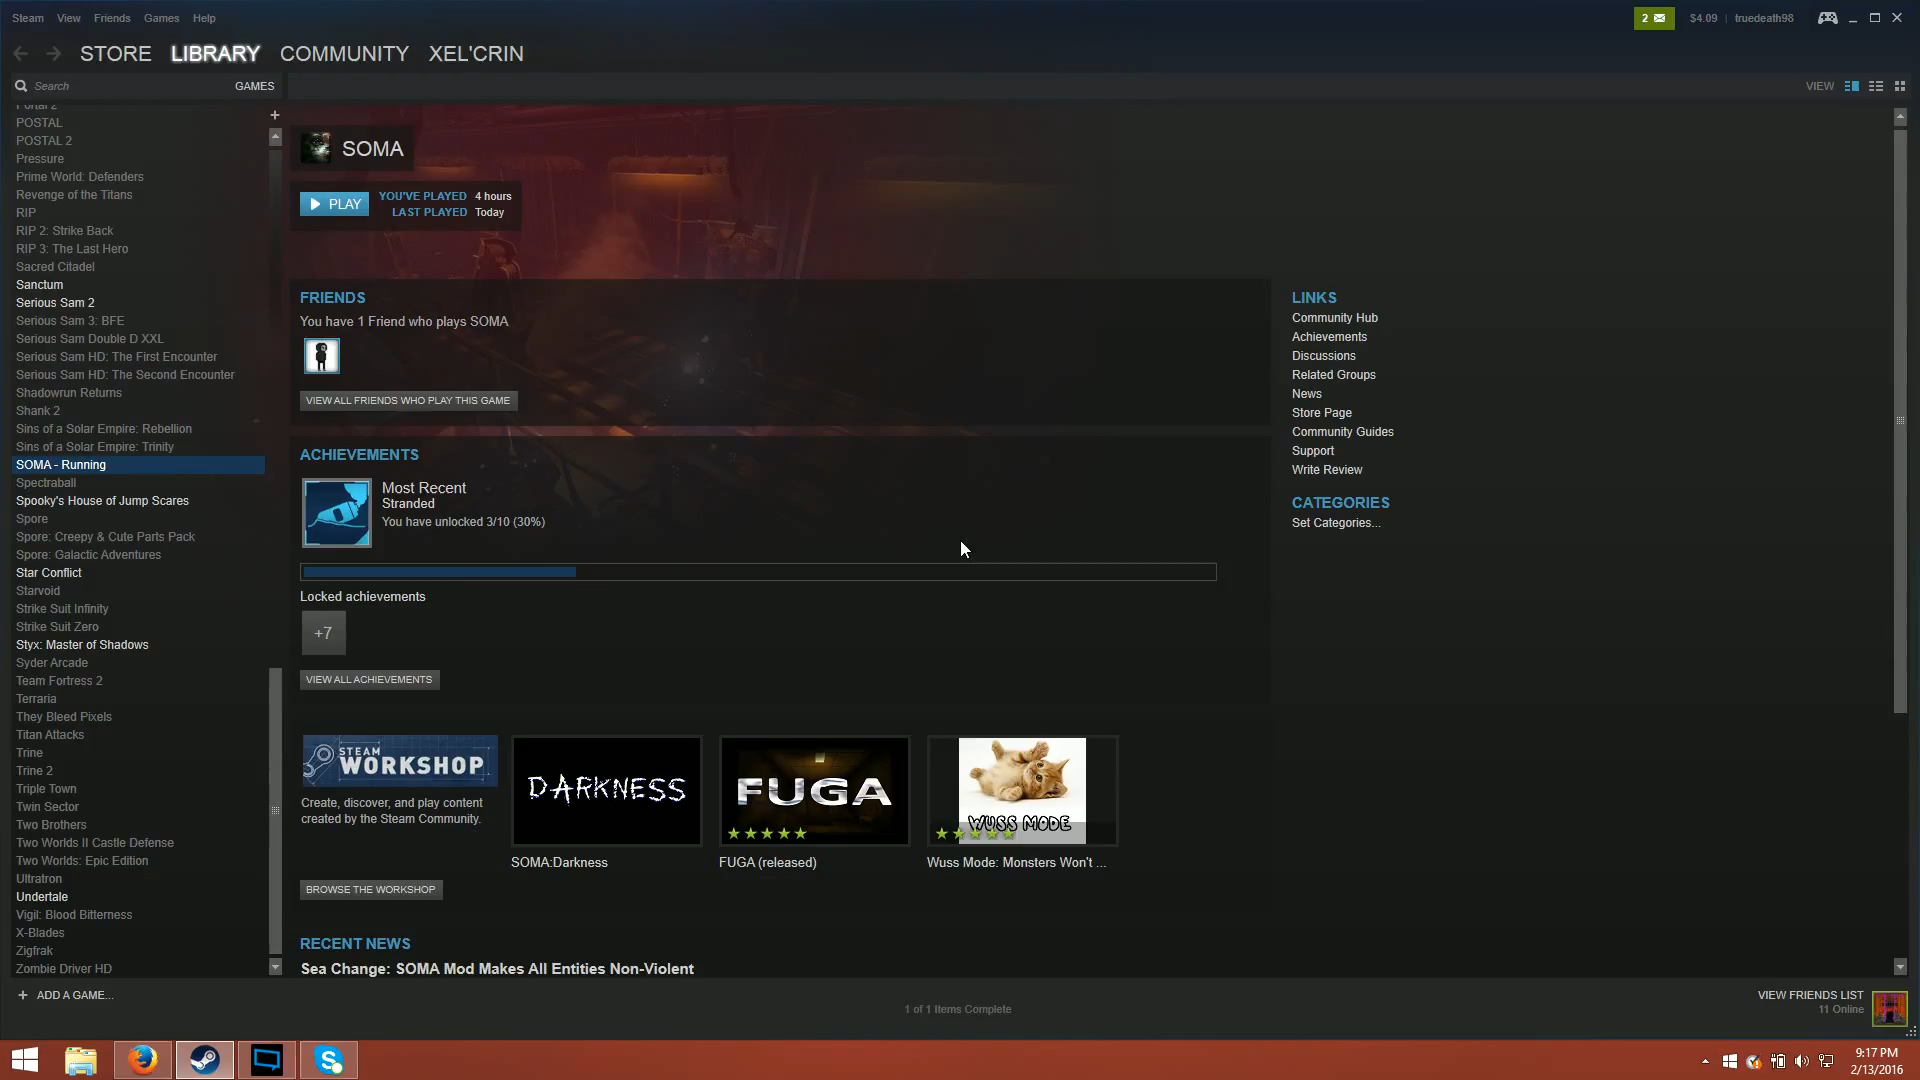 Steam View Friends Games Help
2 $4.09 truedeath98
STORE LIBRARY COMMUNITY XEL'CRIN
Search GAMES VIEW
Portal 2
POSTAL
POSTAL 2
Pressure
Prime World: Defenders
Revenge of the Titans
RIP
RIP 2: Strike Back
RIP 3: The Last Hero
Sacred Citadel
Sanctum
Serious Sam 2
Serious Sam 3: BFE
Serious Sam Double D XXL
Serious Sam HD: The First Encounter
Serious Sam HD: The Second Encounter
Shadowrun Returns
Shank 2
Sins of a Solar Empire: Rebellion
Sins of a Solar Empire: Trinity
SOMA - Running
Spectraball
Spooky's House of Jump Scares
Spore
Spore: Creepy & Cute Parts Pack
Spore: Galactic Adventures
Star Conflict
Starvoid
Strike Suit Infinity
Strike Suit Zero
Styx: Master of Shadows
Syder Arcade
Team Fortress 2
Terraria
They Bleed Pixels
Titan Attacks
Trine
Trine 2
Triple Town
Twin Sector
Two Brothers
Two Worlds II Castle Defense
Two Worlds: Epic Edition
Ultratron
Undertale
Vigil: Blood Bitterness
X-Blades
Zigfrak
Zombie Driver HD
+ ADD A GAME...
SOMA
PLAY
YOU'VE PLAYED 4 hours
LAST PLAYED Today
FRIENDS
You have 1 Friend who plays SOMA
VIEW ALL FRIENDS WHO PLAY THIS GAME
ACHIEVEMENTS
Most Recent
Stranded
You have unlocked 3/10 (30%)
Locked achievements
+7
VIEW ALL ACHIEVEMENTS
STEAM
WORKSHOP
Create, discover, and play content
created by the Steam Community.
BROWSE THE WORKSHOP
DARKNESS
SOMA:Darkness
FUGA
FUGA (released)
WUSS MODE
Wuss Mode: Monsters Won't ...
RECENT NEWS
Sea Change: SOMA Mod Makes All Entities Non-Violent
LINKS
Community Hub
Achievements
Discussions
Related Groups
News
Store Page
Community Guides
Support
Write Review
CATEGORIES
Set Categories...
1 of 1 Items Complete
VIEW FRIENDS LIST
11 Online
9:17 PM
2/13/2016